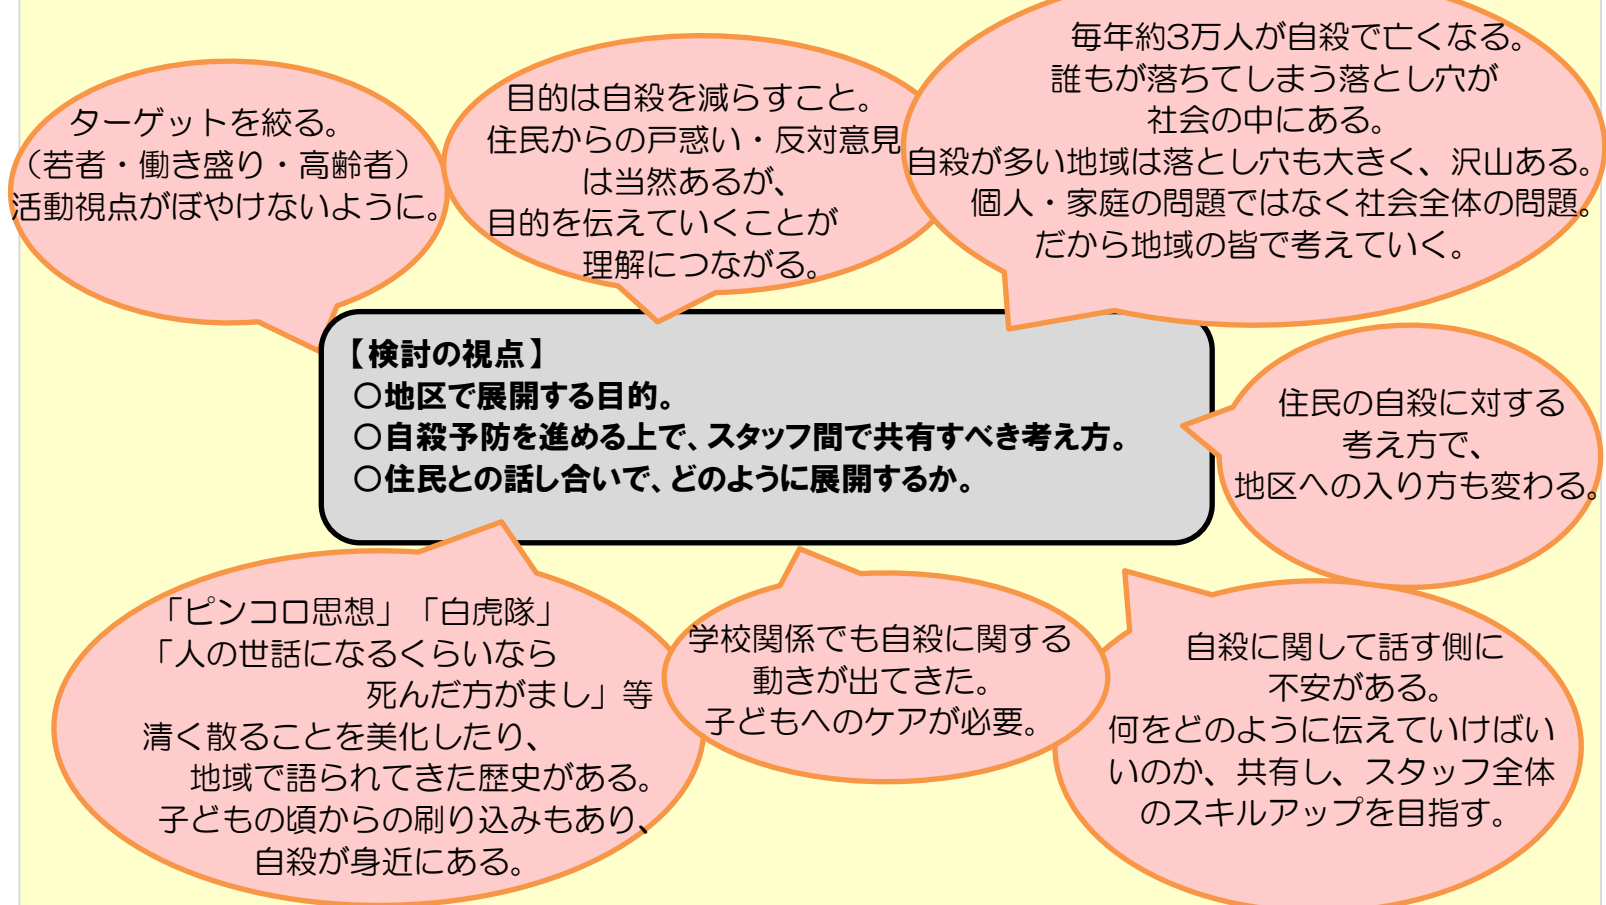 ターゲットを絞る。
（若者・働き盛り・高齢者）
活動視点がぼやけないように。
目的は自殺を減らすこと。
住民からの戸惑い・反対意見
は当然あるが、
目的を伝えていくことが
理解につながる。
毎年約3万人が自殺で亡くなる。
誰もが落ちてしまう落とし穴が
社会の中にある。
自殺が多い地域は落とし穴も大きく、沢山ある。
個人・家庭の問題ではなく社会全体の問題。
だから地域の皆で考えていく。
【検討の視点】
○地区で展開する目的。
○自殺予防を進める上で、スタッフ間で共有すべき考え方。
○住民との話し合いで、どのように展開するか。
住民の自殺に対する
考え方で、
地区への入り方も変わる。
「ピンコロ思想」「白虎隊」
「人の世話になるくらいなら
死んだ方がまし」等
清く散ることを美化したり、
地域で語られてきた歴史がある。
子どもの頃からの刷り込みもあり、
自殺が身近にある。
学校関係でも自殺に関する
動きが出てきた。
子どもへのケアが必要。
自殺に関して話す側に
不安がある。
何をどのように伝えていけばい
いのか、共有し、スタッフ全体
のスキルアップを目指す。